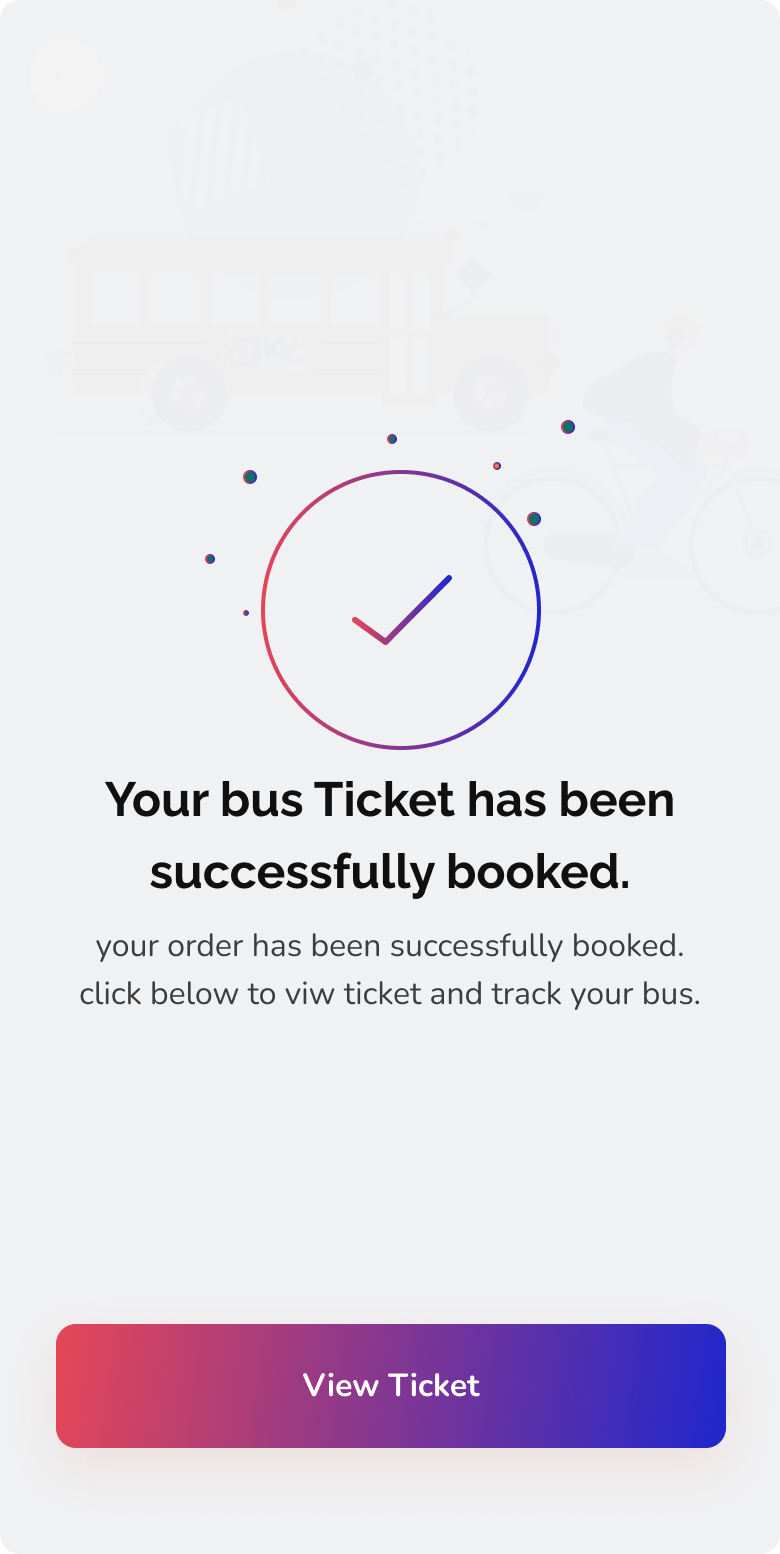 Your bus Ticket has been
successfully booked.
your order has been successfully booked.
click below to viw ticket and track your bus.
View Ticket